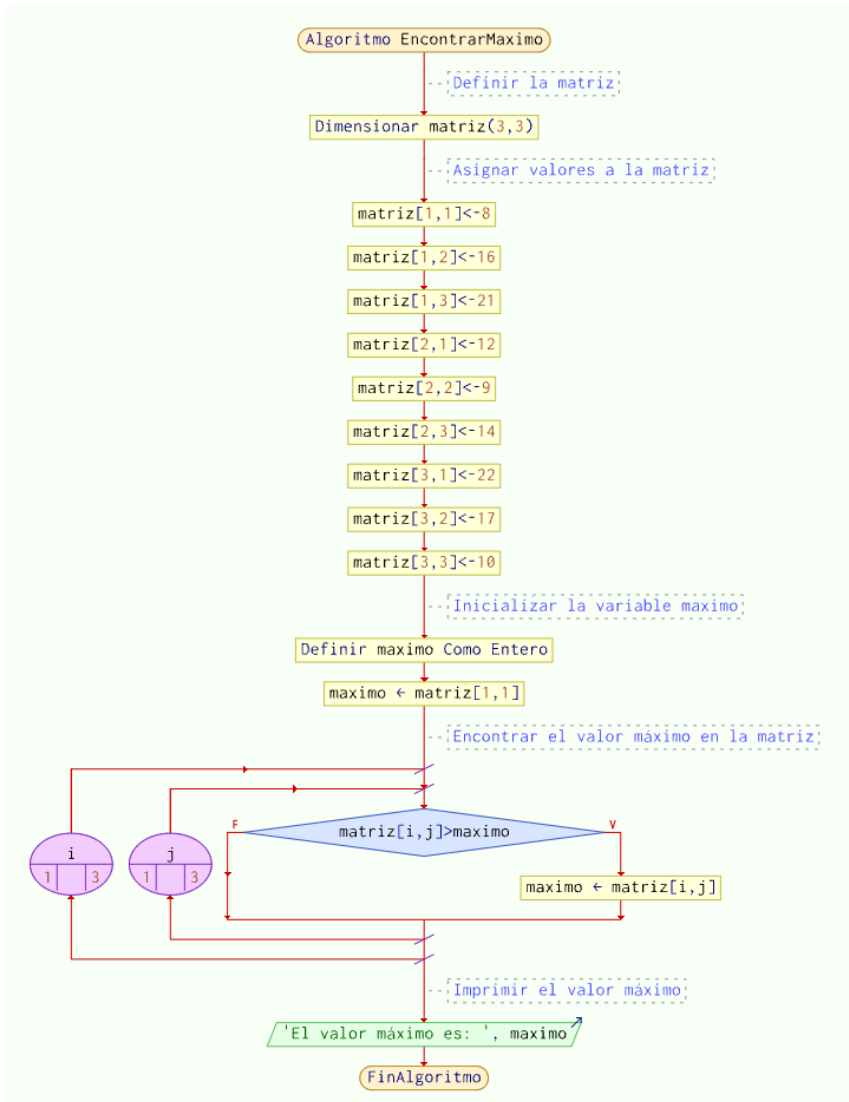 Algoritmo EncontrarMaximo
Definir la matriz
Dimensionar matriz(3,3)
Asignar valores a la matriz
matriz[1,1]<-8
matriz[1,2]<-16
matriz[1,3]<-21
matriz[2,1]<-12
matriz[2,2]<-9
matriz[2,3]<-14
matriz[3,1]<-22
matriz[3,2]<-17
matriz[3,3]<-10
Inicializar la variable maximo
Definir maximo Como Entero
maximo ← matriz[1,1]
Encontrar el valor máximo en la matriz
F
V
matriz[i,j]>maximo
i
1 3
j
1 3
maximo ← matriz[i,j]
Imprimir el valor máximo
'El valor máximo es: ', maximo
FinAlgoritmo